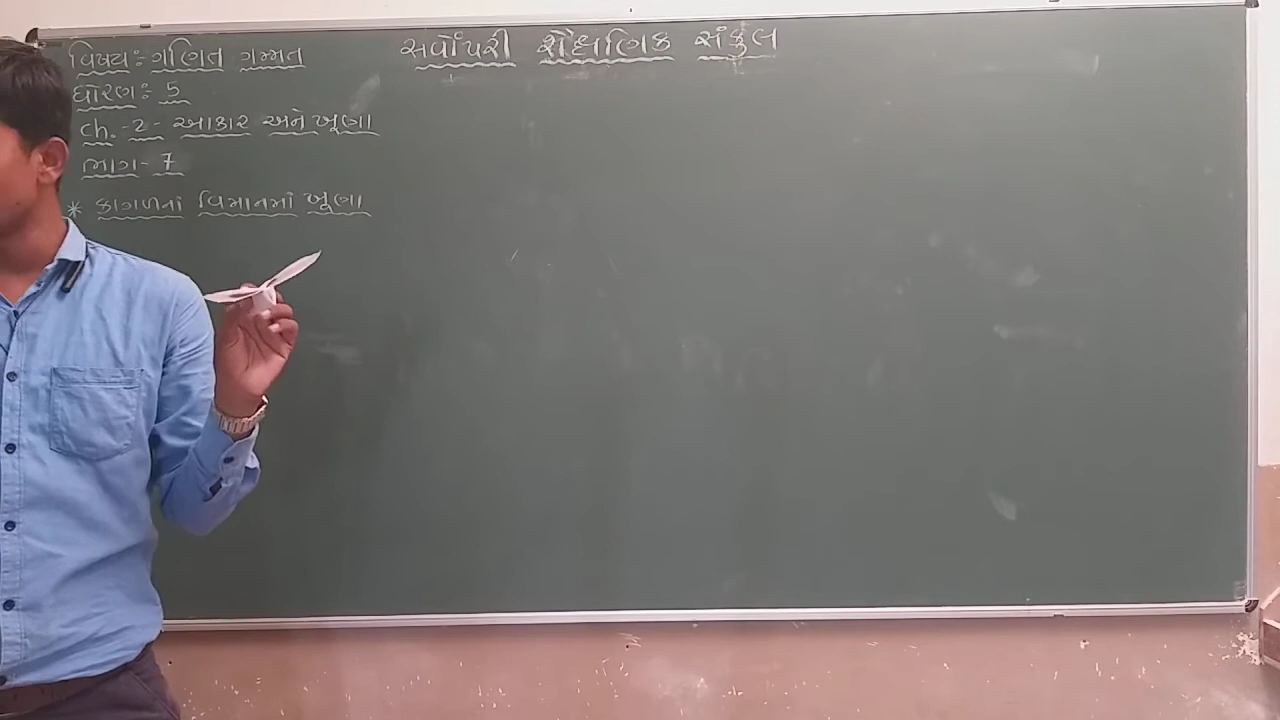 સર્વોપરી શૈક્ષણિક સંકુલ
વિષય: ગણિત ગમ્મત
ધોરણ: 5
ch. -2- આકાર અને ખૂણા
ભાગ- 7
* કાગળનાં વિમાનમાં ખૂણા